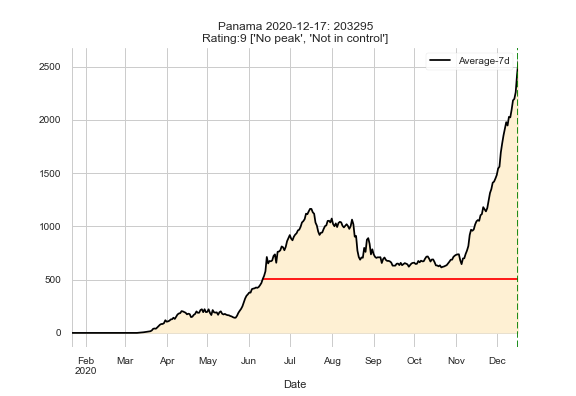 Panama 2020-12-17: 203295
Rating:9 ['No peak', 'Not in control']
Average-7d
2500
2000
1500
1000
500
0
Feb Mar Apr May Jun Jul Aug Sep Oct Nov Dec
2020
Date